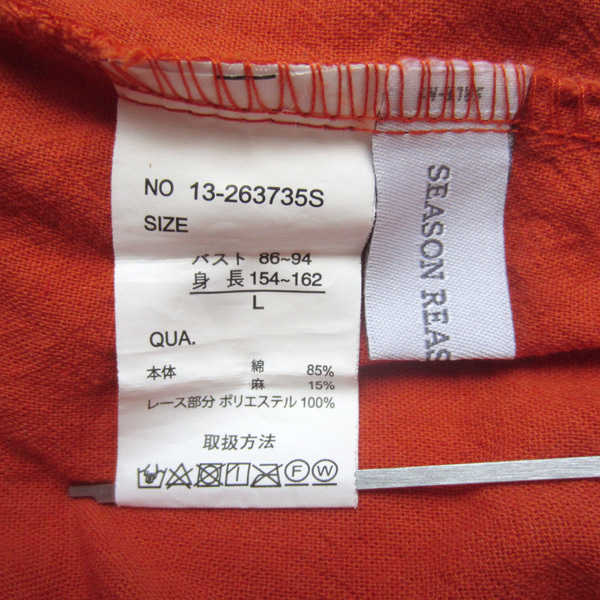 NO 13-263735S
SIZE
バスト 86~94
身 長 154~162
L
QUA.
本体 綿 85%
麻 15%
レース部分 ポリエステル 100%
取扱方法
F W
SEASON REAS